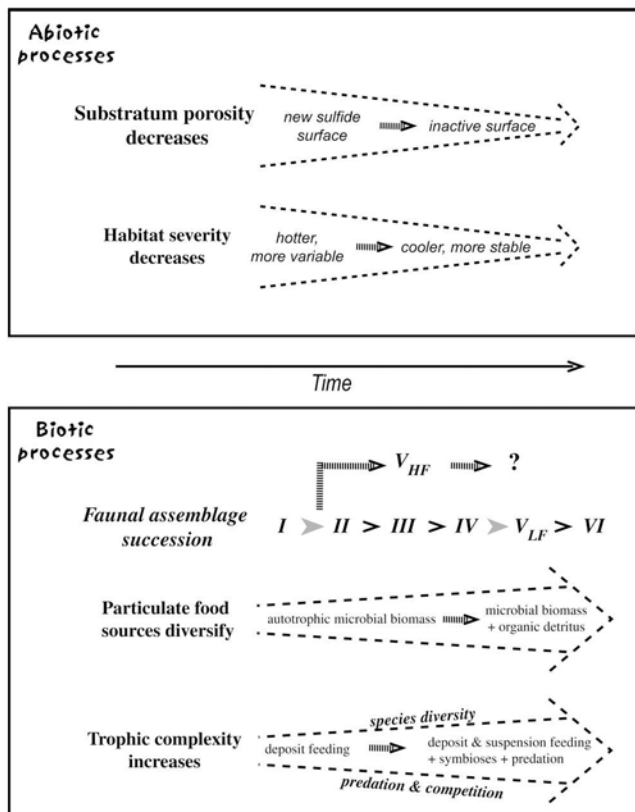 Abiotic
processes
Substratum porosity
decreases
new sulfide
surface
inactive surface
Habitat severity
decreases
hotter,
more variable
cooler, more stable
Time
Biotic
processes
V_HF ?
Faunal assemblage
succession
I > II > III > IV > V_LF > VI
Particulate food
sources diversify
autotrophic microbial biomass
microbial biomass
+ organic detritus
Trophic complexity
increases
species diversity
deposit feeding
deposit & suspension feeding
+ symbioses + predation
predation & competition